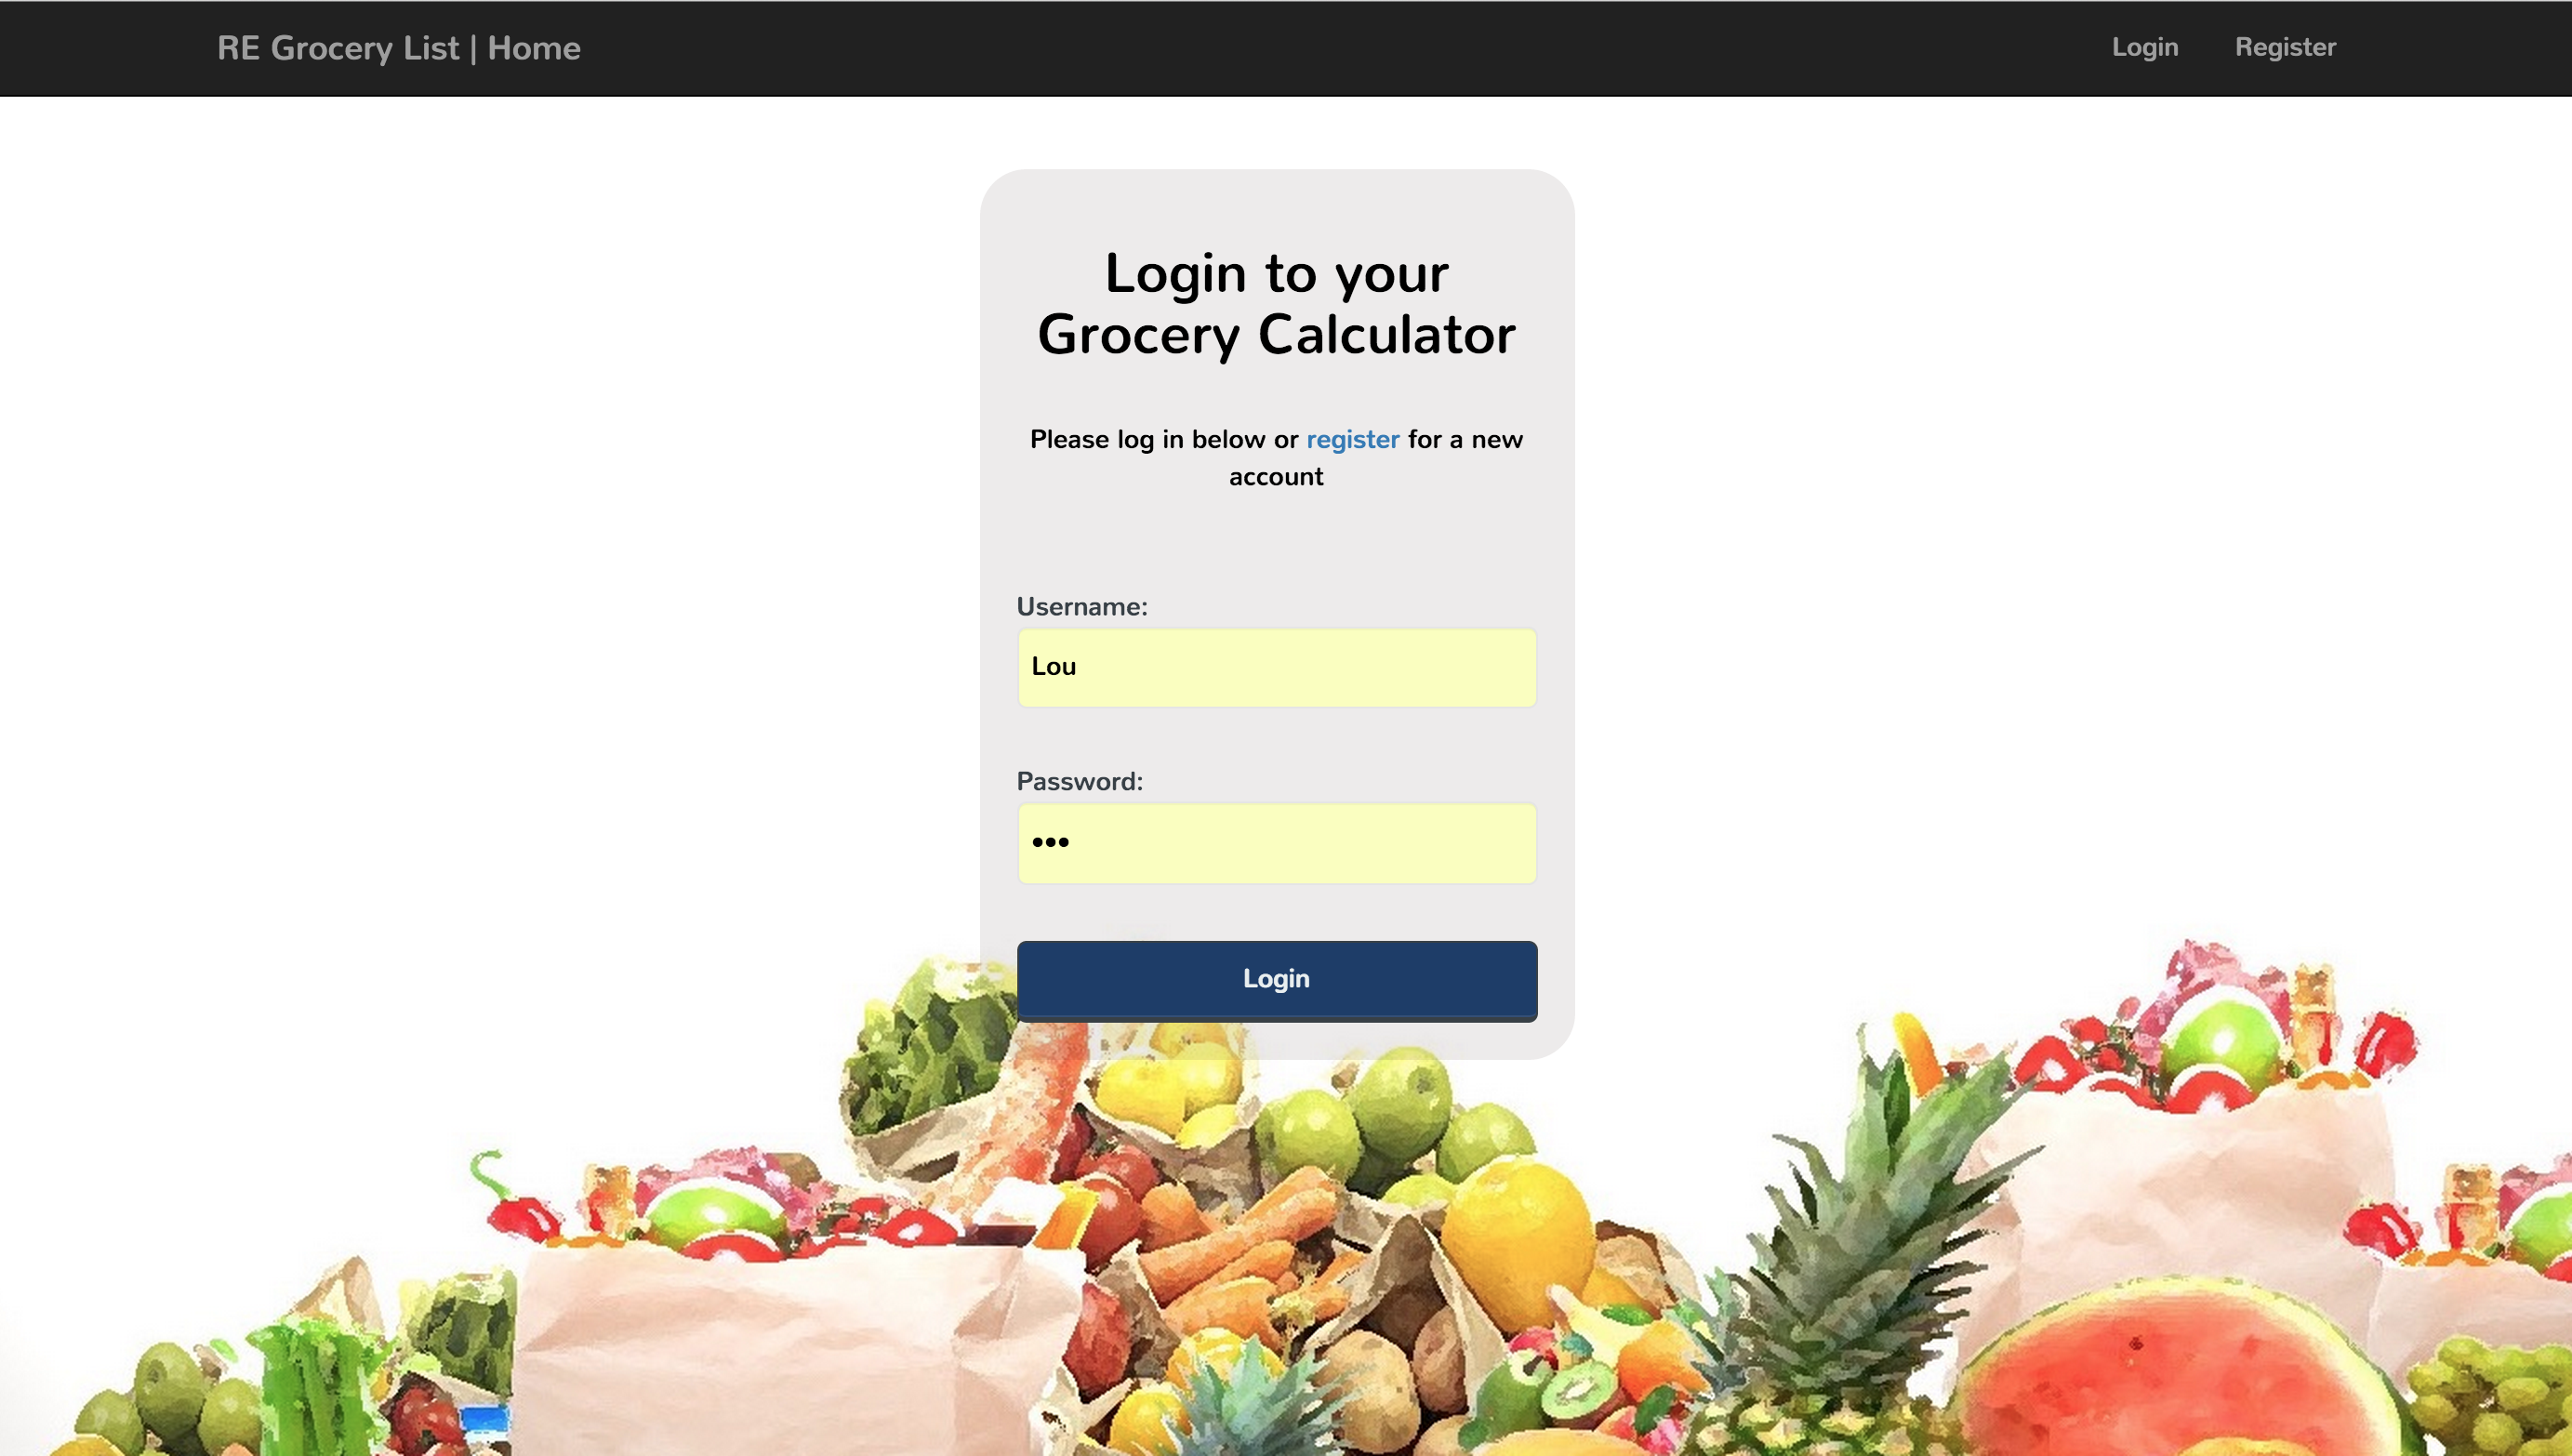 RE Grocery List | Home
Login Register
Login to your
Grocery Calculator
Please log in below or register for a new
account
Username:
Lou
Password:
•••
Login